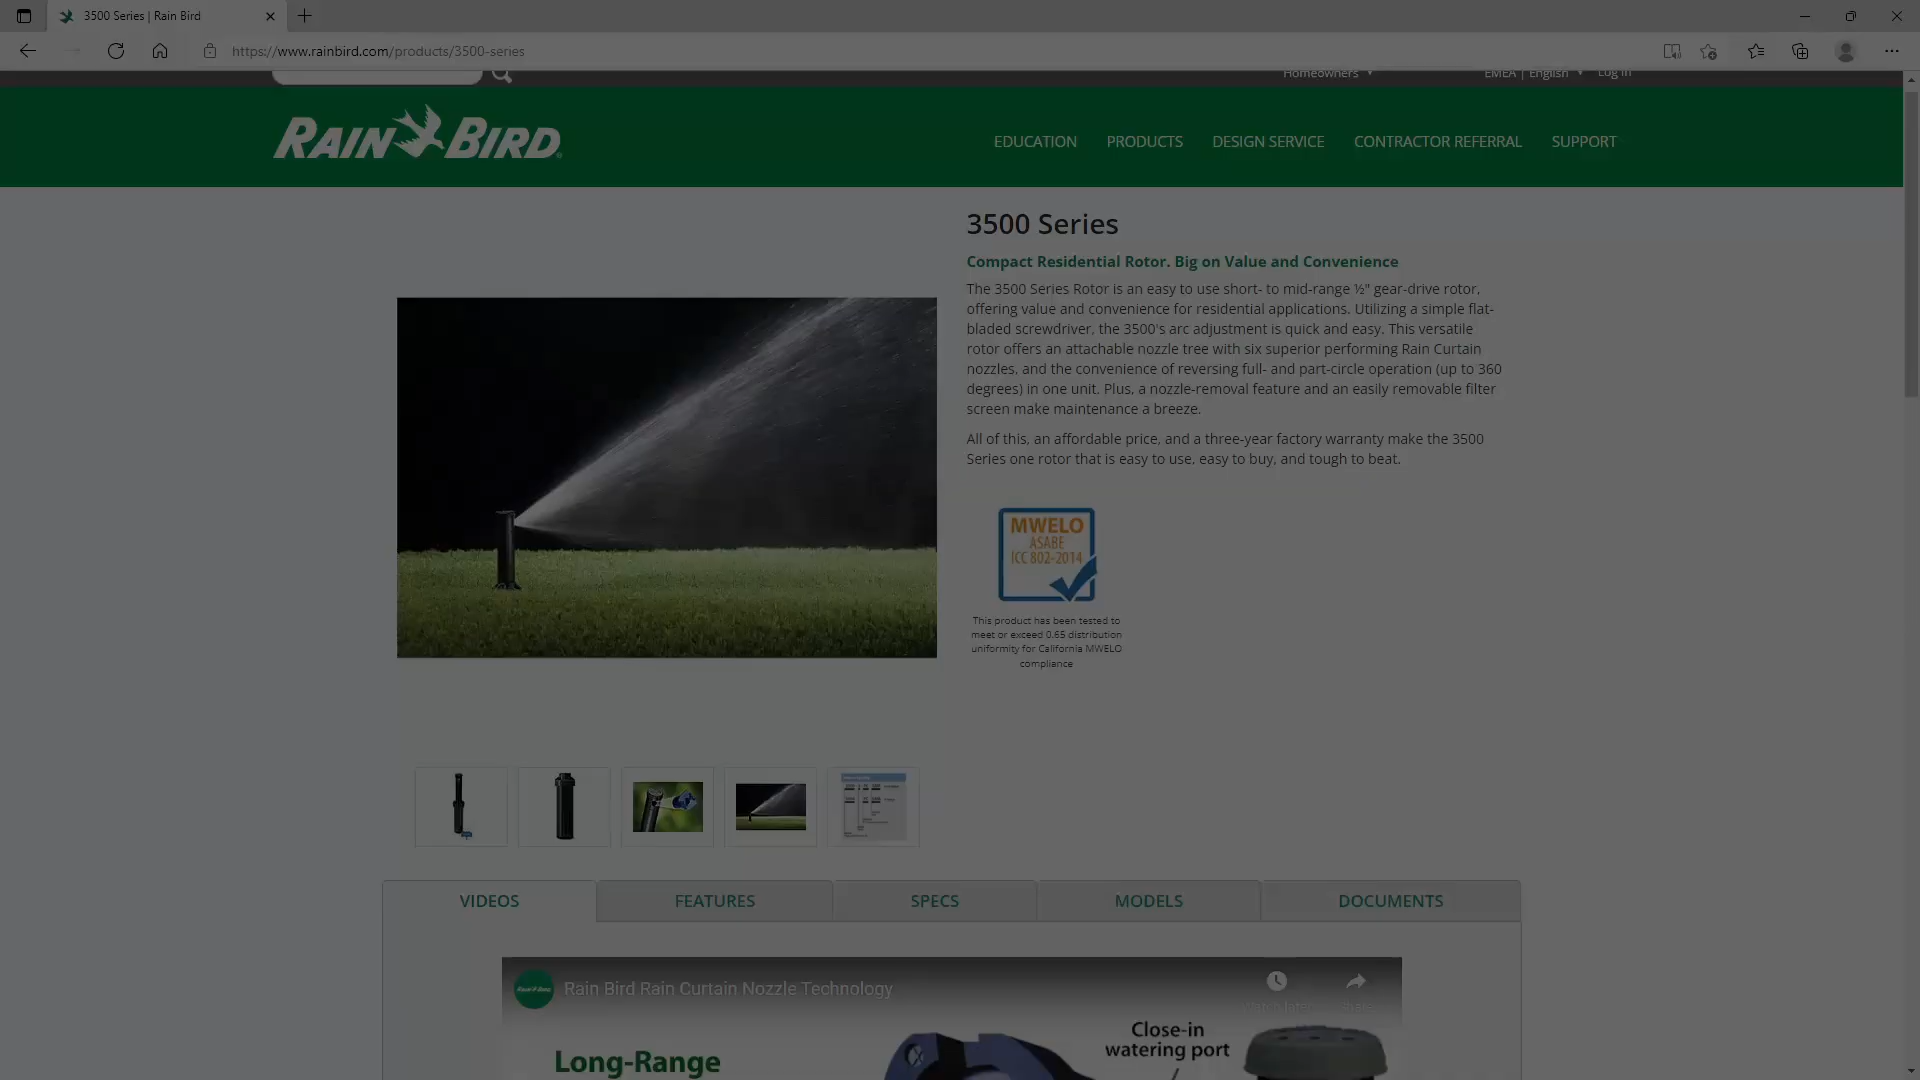 3500 Series | Rain Bird
https://www.rainbird.com/products/3500-series
Homeowners
EMEA | English
Log In
RAIN BIRD
EDUCATION
PRODUCTS
DESIGN SERVICE
CONTRACTOR REFERRAL
SUPPORT
3500 Series
Compact Residential Rotor. Big on Value and Convenience
The 3500 Series Rotor is an easy to use short- to mid-range ½" gear-drive rotor,
offering value and convenience for residential applications. Utilizing a simple flat-
bladed screwdriver, the 3500's arc adjustment is quick and easy. This versatile
rotor offers an attachable nozzle tree with six superior performing Rain Curtain
nozzles, and the convenience of reversing full- and part-circle operation (up to 360
degrees) in one unit. Plus, a nozzle-removal feature and an easily removable filter
screen make maintenance a breeze.
All of this, an affordable price, and a three-year factory warranty make the 3500
Series one rotor that is easy to use, easy to buy, and tough to beat.
MWELO
ASABE
ICC 802-2014
This product has been tested to
meet or exceed 0.65 distribution
uniformity for California MWELO
compliance
VIDEOS
FEATURES
SPECS
MODELS
DOCUMENTS
Rain Bird Rain Curtain Nozzle Technology
Watch later
Share
Close-in
watering port
Long-Range